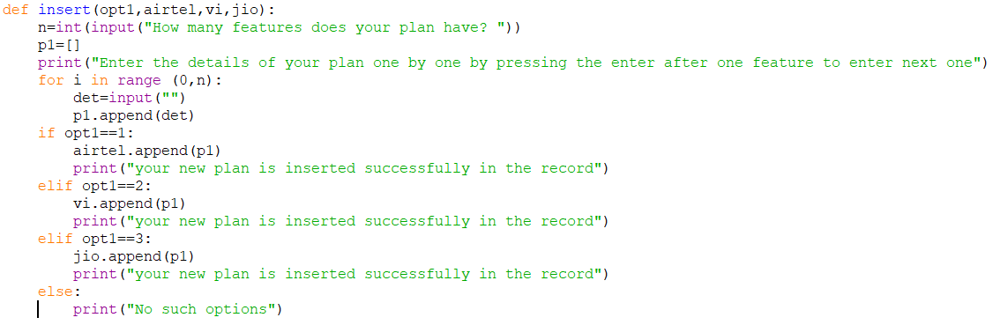 def insert(opt1,airtel,vi,jio):
    n=int(input("How many features does your plan have? "))
    p1=[]
    print("Enter the details of your plan one by one by pressing the enter after one feature to enter next one")
    for i in range (0,n):
        det=input("")
        p1.append(det)
    if opt1==1:
        airtel.append(p1)
        print("your new plan is inserted successfully in the record")
    elif opt1==2:
        vi.append(p1)
        print("your new plan is inserted successfully in the record")
    elif opt1==3:
        jio.append(p1)
        print("your new plan is inserted successfully in the record")
    else:
        print("No such options")